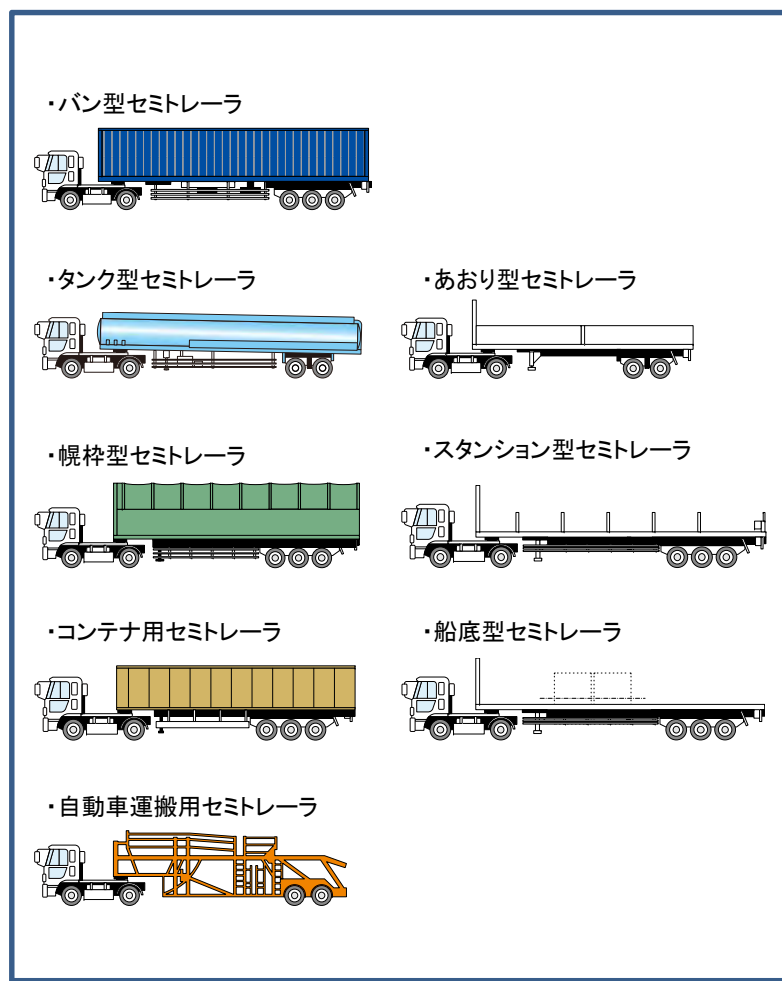 ・バン型セミトレーラ
・タンク型セミトレーラ
・あおり型セミトレーラ
・幌枠型セミトレーラ
・スタンション型セミトレーラ
・コンテナ用セミトレーラ
・船底型セミトレーラ
・自動車運搬用セミトレーラ